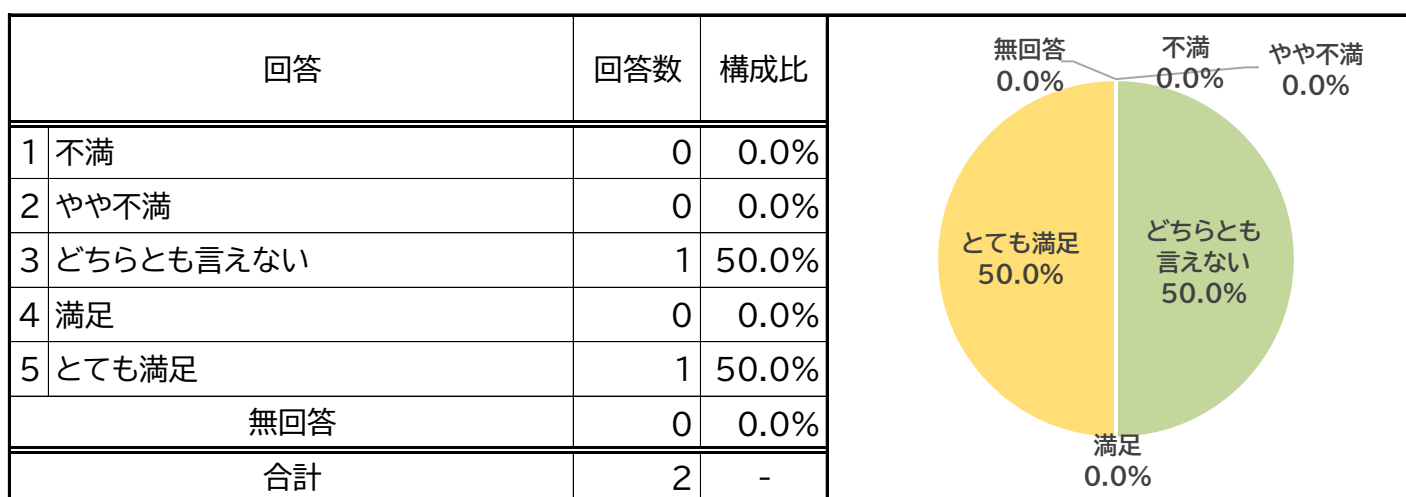 回答 回答数 構成比
1 不満 0 0.0%
2 やや不満 0 0.0%
3 どちらとも言えない 1 50.0%
4 満足 0 0.0%
5 とても満足 1 50.0%
無回答 0 0.0%
合計 2 -
無回答
0.0%
不満
0.0%
やや不満
0.0%
とても満足
50.0%
どちらとも
言えない
50.0%
満足
0.0%